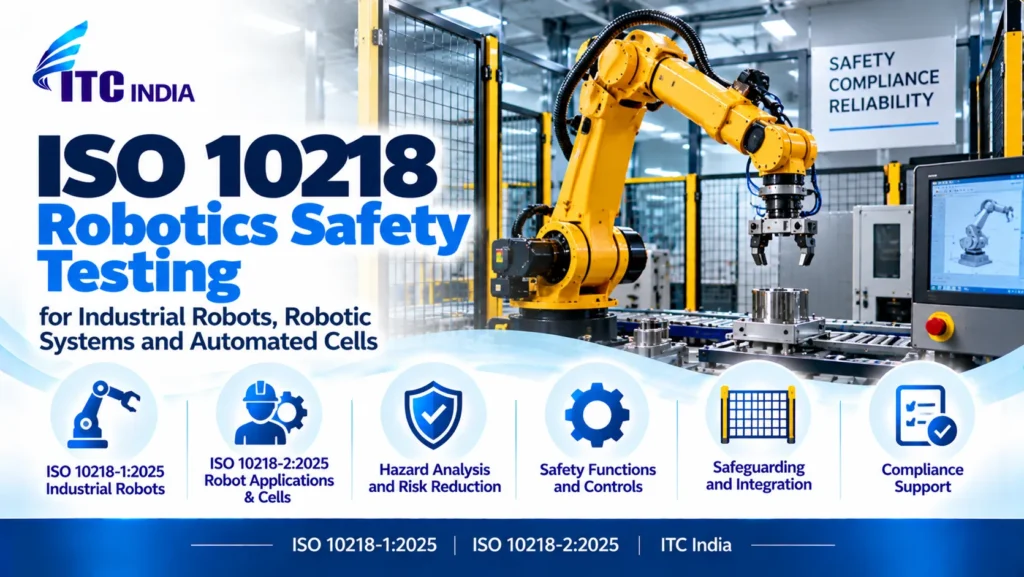 ITC INDIA
SAFETY
COMPLIANCE
RELIABILITY
ISO 10218
Robotics Safety
Testing
for Industrial Robots, Robotic
Systems and Automated Cells
ISO 10218-1:2025
Industrial Robots
ISO 10218-2:2025
Robot Applications
& Cells
Hazard Analysis
and Risk Reduction
Safety Functions
and Controls
Safeguarding
and Integration
Compliance
Support
ISO 10218-1:2025 | ISO 10218-2:2025 | ITC India